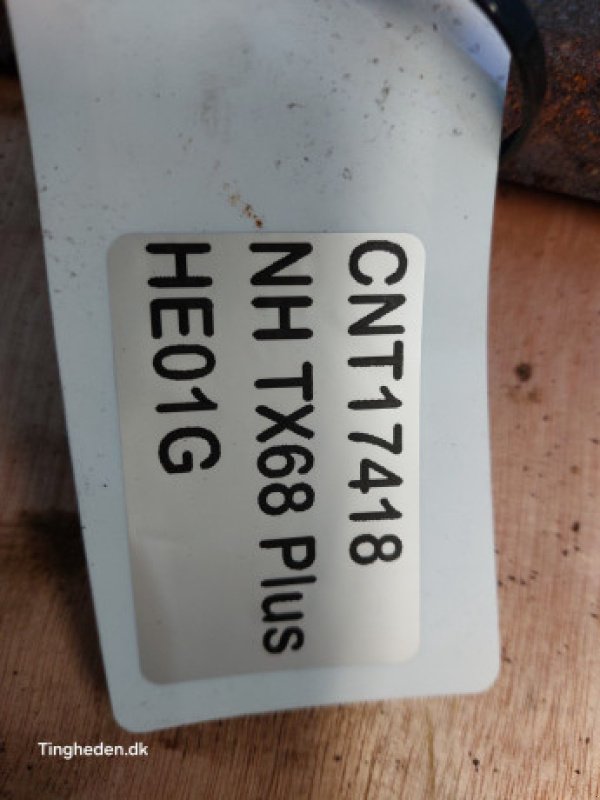 CNT17418
NH TX68 Plus
HE01G
Tingheden.dk